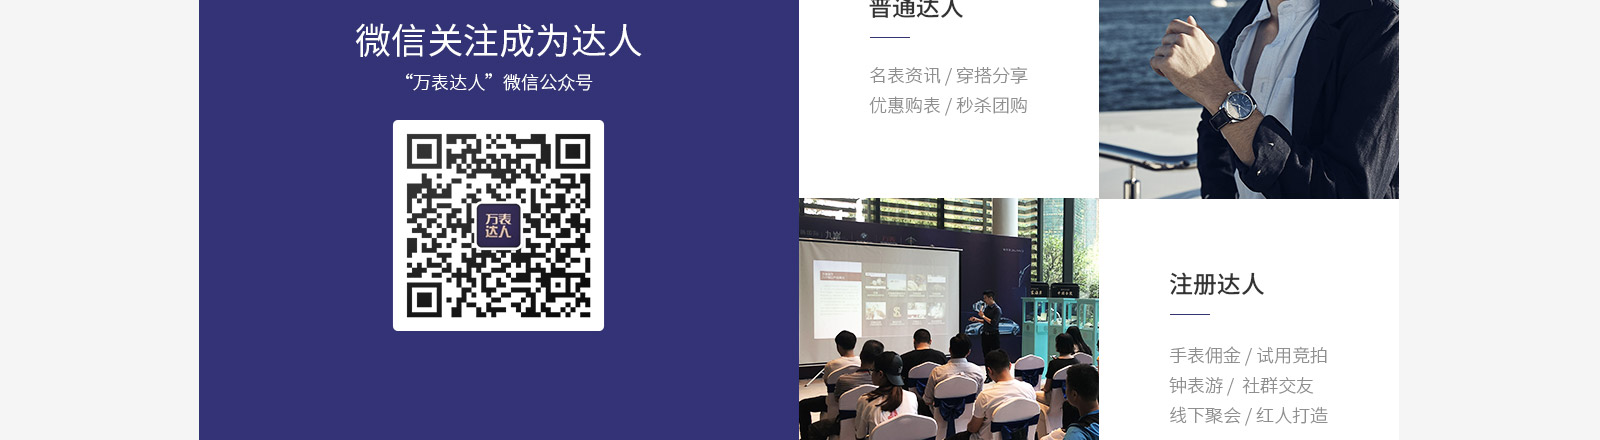 微信关注成为达人
“万表达人”微信公众号
万表
达人
普通达人
名表资讯 / 穿搭分享
优惠购表 / 秒杀团购
注册达人
手表佣金 / 试用竞拍
钟表游 / 社群交友
线下聚会 / 红人打造